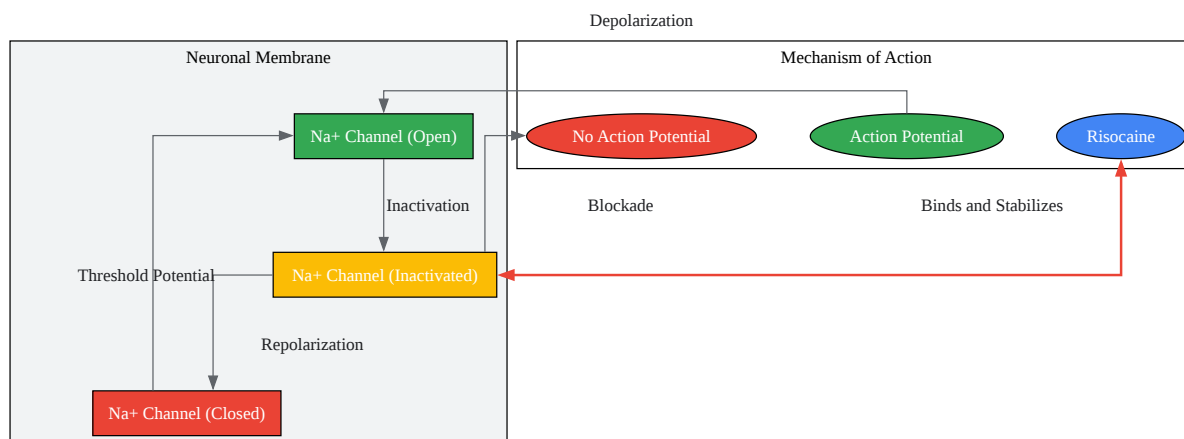 Depolarization
Neuronal Membrane
Mechanism of Action
Na+ Channel (Open)
No Action Potential
Action Potential
Risocaine
Inactivation
Blockade
Binds and Stabilizes
Threshold Potential
Na+ Channel (Inactivated)
Repolarization
Na+ Channel (Closed)